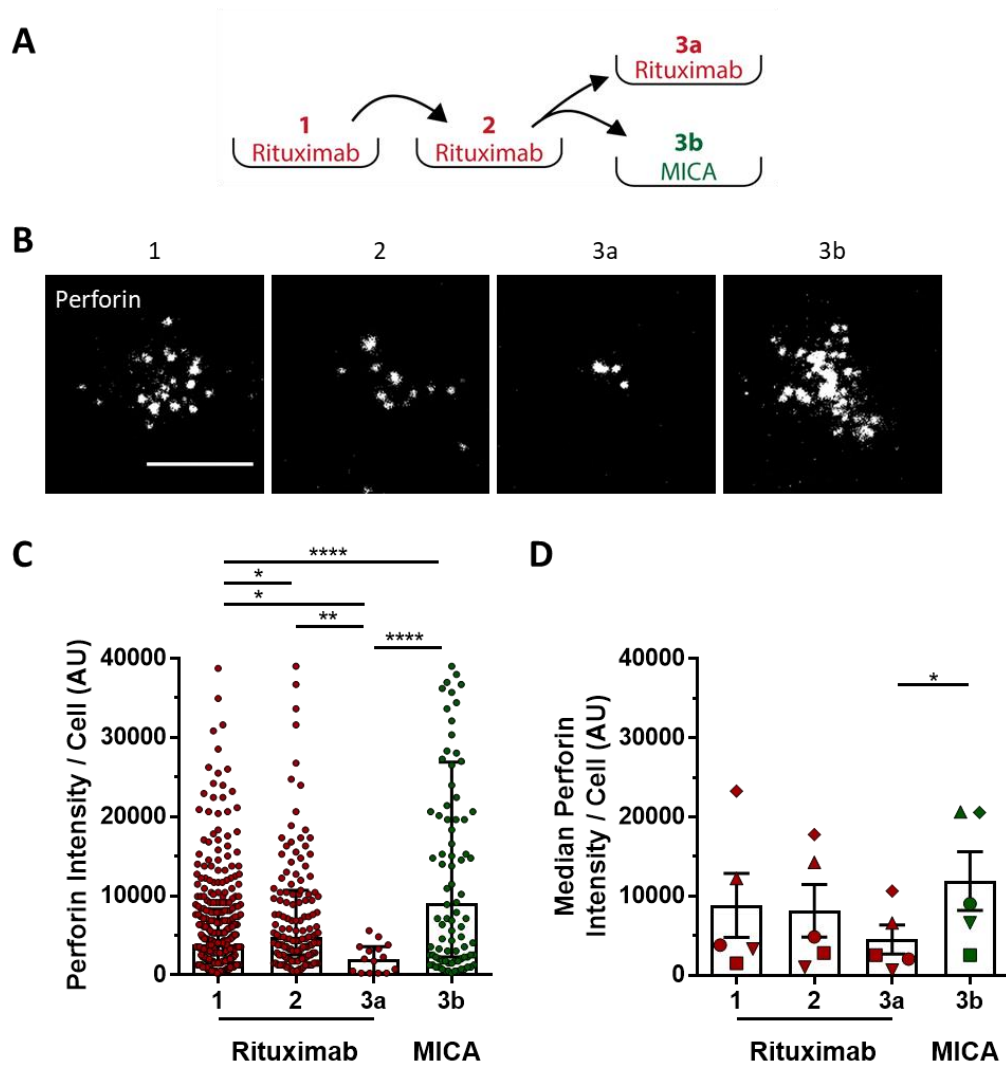 A
1
Rituximab
2
Rituximab
3a
Rituximab
3b
MICA
B
1 2 3a 3b
Perforin
C
****
*
*
**
****
Perforin Intensity / Cell (AU)
40000
30000
20000
10000
0
1 2 3a 3b
Rituximab MICA
D
*
Median Perforin
Intensity / Cell (AU)
40000
30000
20000
10000
0
1 2 3a 3b
Rituximab MICA